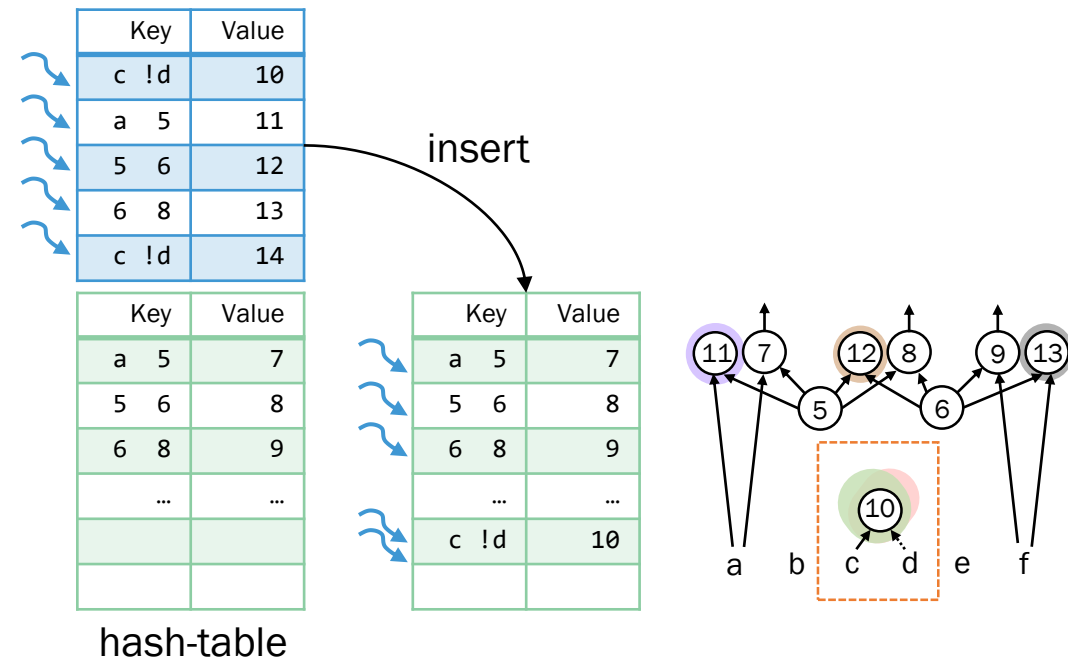 Key Value
c !d 10
a 5 11
5 6 12
6 8 13
c !d 14
insert
Key Value
a 5 7
5 6 8
6 8 9
… …
hash-table
Key Value
a 5 7
5 6 8
6 8 9
… …
c !d 10
11 7 12 8 9 13
5 6
10
a b c d e f